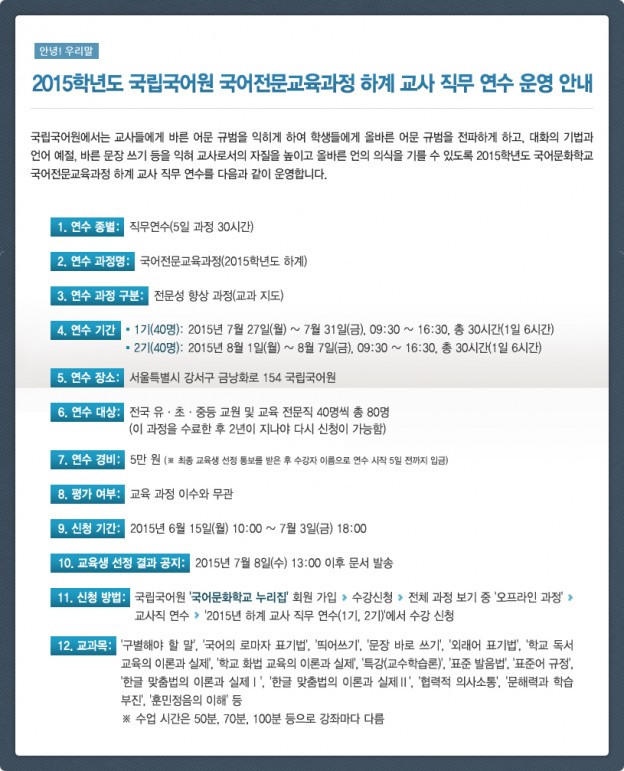 안녕! 우리말
2015학년도 국립국어원 국어전문교육과정 하계 교사 직무 연수 운영 안내
국립국어원에서는 교사들에게 바른 어문 규범을 익히게 하여 학생들에게 올바른 어문 규범을 전파하게 하고, 대화의 기법과
언어 예절, 바른 문장 쓰기 등을 익혀 교사로서의 자질을 높이고 올바른 언의 의식을 기를 수 있도록 2015학년도 국어문화학교
국어전문교육과정 하계 교사 직무 연수를 다음과 같이 운영합니다.
1. 연수 종별: 직무연수(5일 과정 30시간)
2. 연수 과정명: 국어전문교육과정(2015학년도 하계)
3. 연수 과정 구분: 전문성 향상 과정(교과 지도)
4. 연수 기간 • 1기(40명): 2015년 7월 27일(월) ~ 7월 31일(금), 09:30 ~ 16:30, 총 30시간(1일 6시간)
• 2기(40명): 2015년 8월 1일(월) ~ 8월 7일(금), 09:30 ~ 16:30, 총 30시간(1일 6시간)
5. 연수 장소: 서울특별시 강서구 금낭화로 154 국립국어원
6. 연수 대상: 전국 유 · 초 · 중등 교원 및 교육 전문직 40명씩 총 80명
(이 과정을 수료한 후 2년이 지나야 다시 신청이 가능함)
7. 연수 경비: 5만 원 (※ 최종 교육생 선정 통보를 받은 후 수강자 이름으로 연수 시작 5일 전까지 입금)
8. 평가 여부: 교육 과정 이수와 무관
9. 신청 기간: 2015년 6월 15일(월) 10:00 ~ 7월 3일(금) 18:00
10. 교육생 선정 결과 공지: 2015년 7월 8일(수) 13:00 이후 문서 발송
11. 신청 방법: 국립국어원 '국어문화학교 누리집' 회원 가입 > 수강신청 > 전체 과정 보기 중 '오프라인 과정' >
교사직 연수 > '2015년 하계 교사 직무 연수(1기, 2기)'에서 수강 신청
12. 교과목: '구별해야 할 말', '국어의 로마자 표기법', '띄어쓰기', '문장 바로 쓰기', '외래어 표기법', '학교 독서
교육의 이론과 실제', '학교 화법 교육의 이론과 실제', '특강(교수학습론)', '표준 발음법', '표준어 규정',
'한글 맞춤법의 이론과 실제Ⅰ', '한글 맞춤법의 이론과 실제Ⅱ', '협력적 의사소통', '문해력과 학습
부진', '훈민정음의 이해' 등
※ 수업 시간은 50분, 70분, 100분 등으로 강좌마다 다름